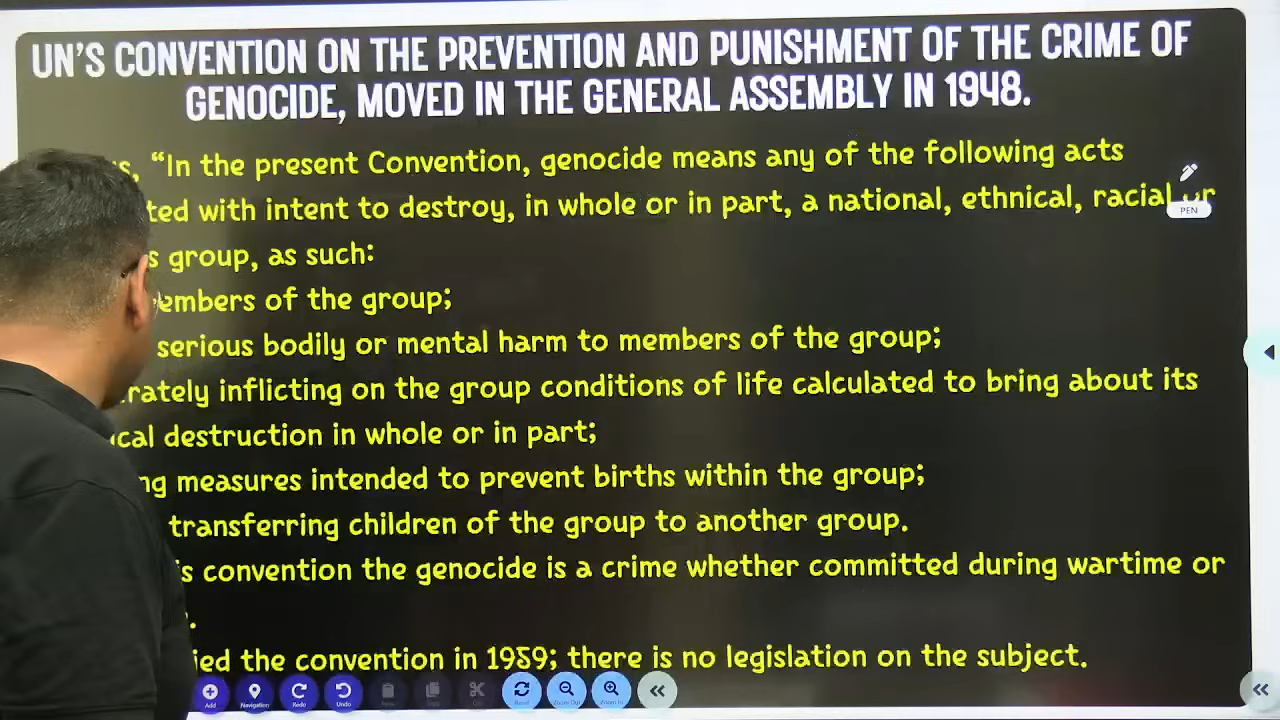 UN'S CONVENTION ON THE PREVENTION AND PUNISHMENT OF THE CRIME OF
GENOCIDE, MOVED IN THE GENERAL ASSEMBLY IN 1948.
“In the present Convention, genocide means any of the following acts
with intent to destroy, in whole or in part, a national, ethnical, racial or
PEN
group, as such:
of the group;
serious bodily or mental harm to members of the group;
inflicting on the group conditions of life calculated to bring about its
destruction in whole or in part;
measures intended to prevent births within the group;
transferring children of the group to another group.
convention the genocide is a crime whether committed during wartime or
the convention in 1959; there is no legislation on the subject.
Add Navigation Redo Undo Reset Zoom Out Zoom In